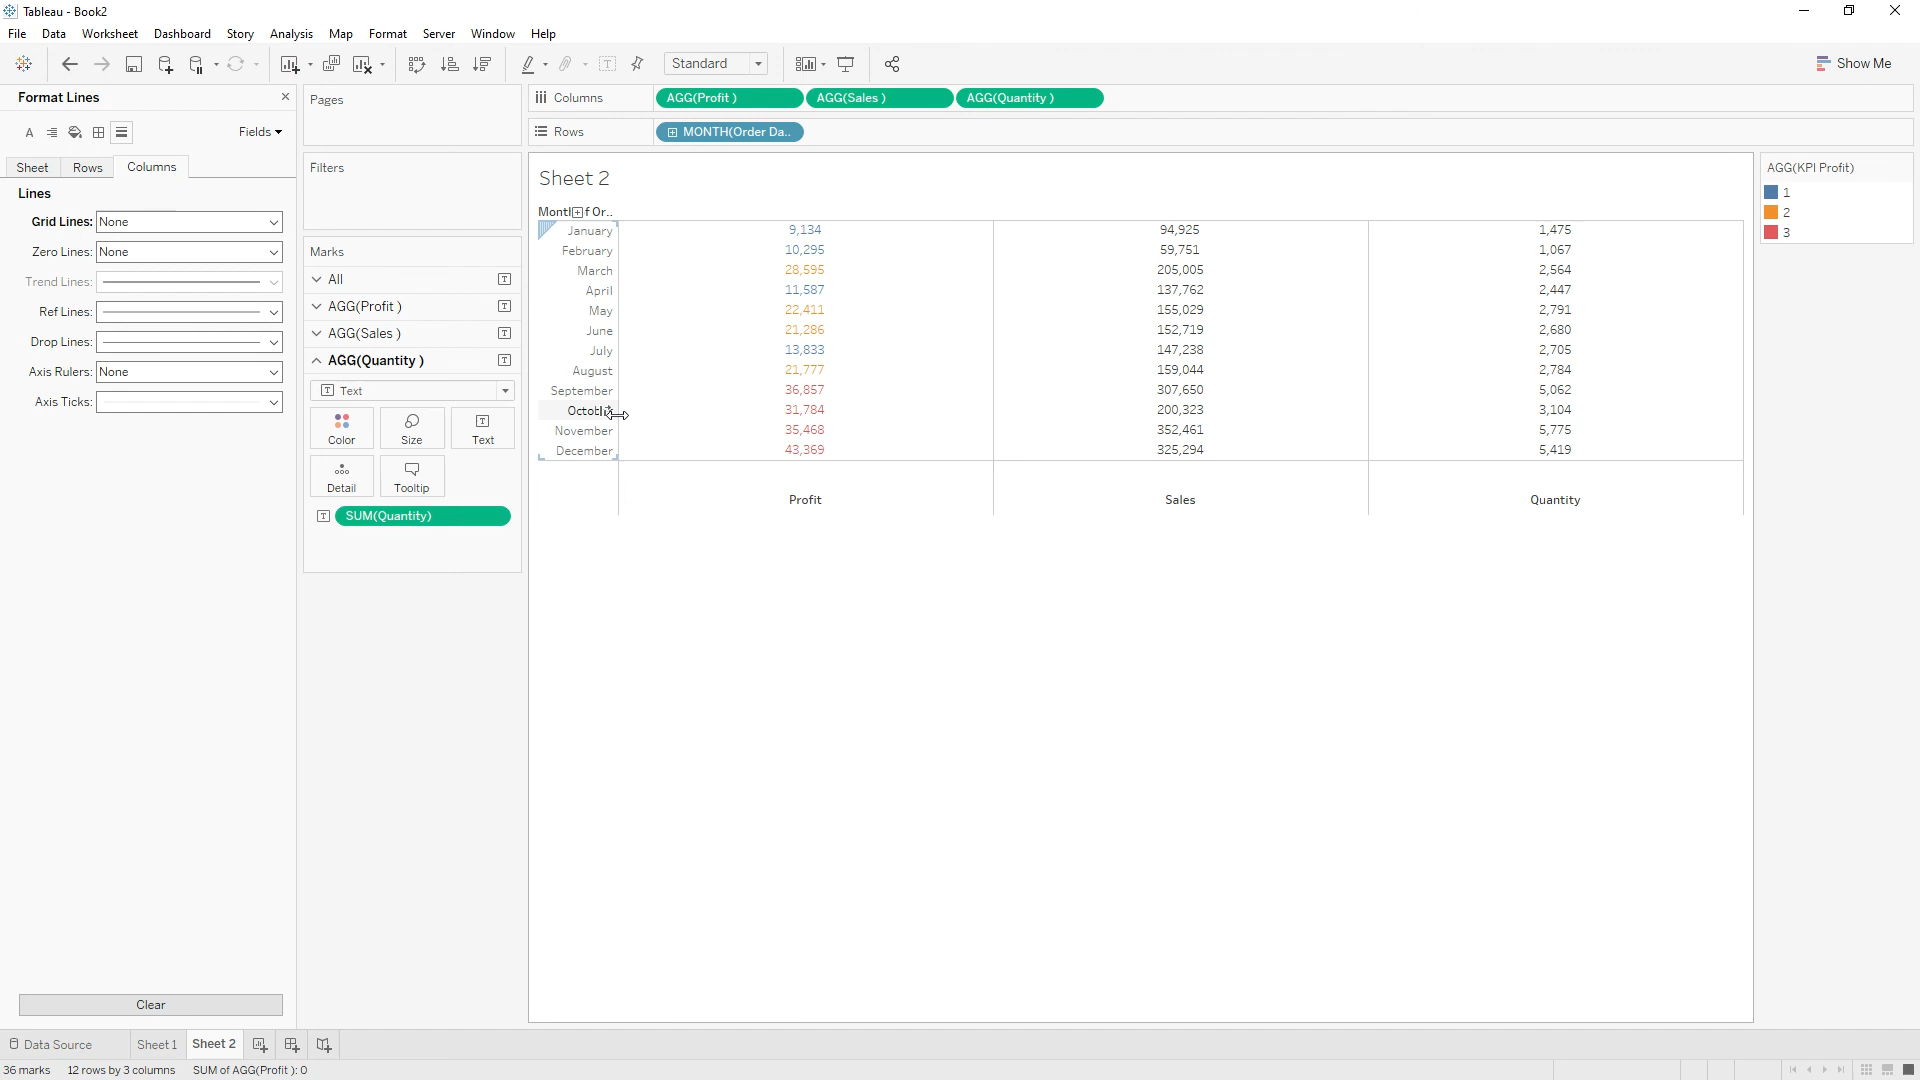 Tableau - Book2
File Data Worksheet Dashboard Story Analysis Map Format Server Window Help
Standard
Show Me
Format Lines
Fields
Sheet Rows Columns
Lines
Grid Lines: None
Zero Lines: None
Trend Lines:
Ref Lines:
Drop Lines:
Axis Rulers: None
Axis Ticks:
Clear
Pages
Filters
Marks
All
AGG(Profit )
AGG(Sales )
AGG(Quantity )
Text
Color Size Text
Detail Tooltip
SUM(Quantity)
Columns AGG(Profit ) AGG(Sales ) AGG(Quantity )
Rows MONTH(Order Da..
Sheet 2
January 9,134 94,925 1,475
February 10,295 59,751 1,067
March 28,595 205,005 2,564
April 11,587 137,762 2,447
May 22,411 155,029 2,791
June 21,286 152,719 2,680
July 13,833 147,238 2,705
August 21,777 159,044 2,784
September 36,857 307,650 5,062
31,784 200,323 3,104
November 35,468 352,461 5,775
December 43,369 325,294 5,419
Profit Sales Quantity
AGG(KPI Profit)
1
2
3
Data Source Sheet 1 Sheet 2
36 marks 12 rows by 3 columns SUM of AGG(Profit ): 0